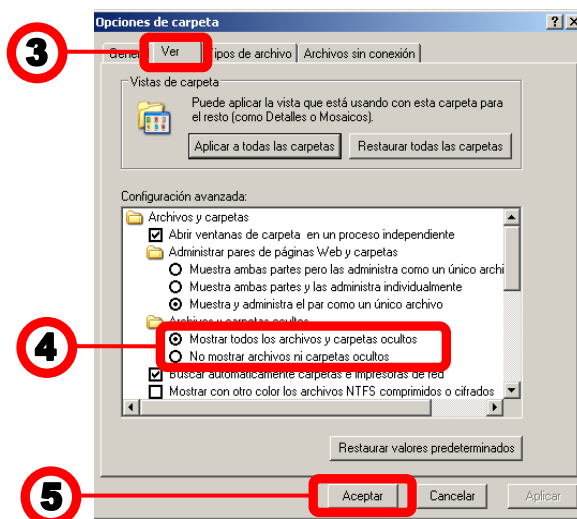 Opciones de carpeta
3
General Ver Tipos de archivo Archivos sin conexión
Vistas de carpeta
Puede aplicar la vista que está usando con esta carpeta para
el resto (como Detalles o Mosaicos).
Aplicar a todas las carpetas Restaurar todas las carpetas
Configuración avanzada:
Archivos y carpetas
Abrir ventanas de carpeta en un proceso independiente
Administrar pares de páginas Web y carpetas
Muestra ambas partes pero las administra como un único archi
Muestra ambas partes y las administra individualmente
Muestra y administra el par como un único archivo
Archivos y carpetas ocultos
4
Mostrar todos los archivos y carpetas ocultos
No mostrar archivos ni carpetas ocultos
Buscar automáticamente carpetas e impresoras de red
Mostrar con otro color los archivos NTFS comprimidos o cifrados
Restaurar valores predeterminados
5
Aceptar Cancelar Aplicar